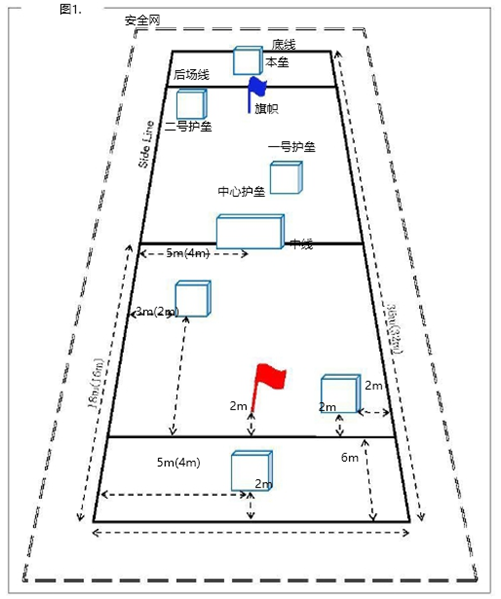 图1.
安全网
底线
本垒
后场线
旗帜
二号护垒
Side Line
一号护垒
中心护垒
中线
5m(4m)
3m(2m)
36m(32m)
18m(16m)
2m
2m
2m
5m(4m)
6m
2m